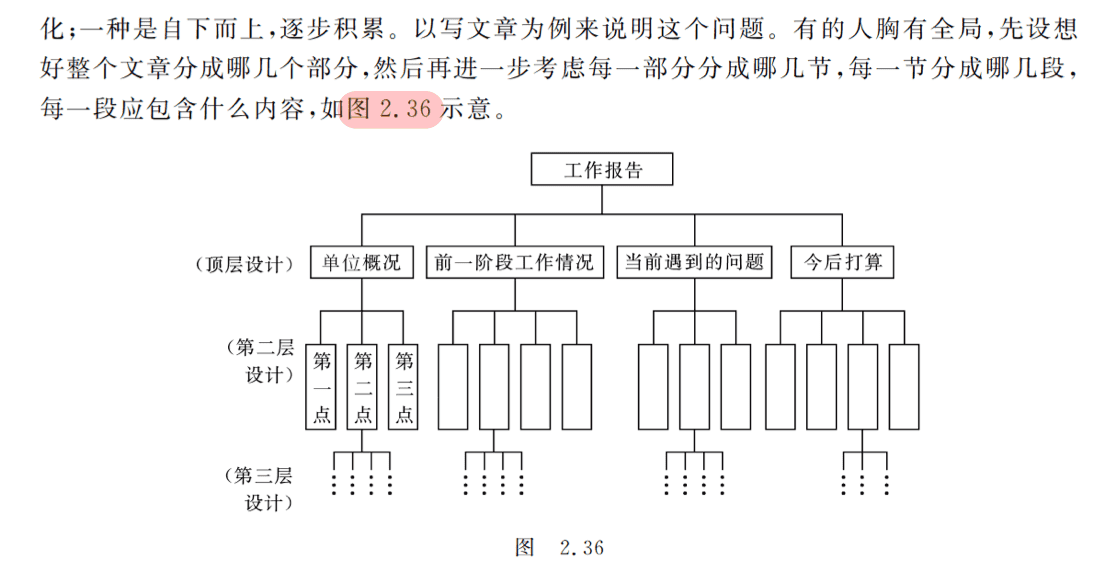 化;一种是自下而上,逐步积累。以写文章为例来说明这个问题。有的人胸有全局,先设想
好整个文章分成哪几个部分,然后再进一步考虑每一部分分成哪几节,每一节分成哪几段,
每一段应包含什么内容,如图 2.36 示意。
工作报告
(顶层设计)
单位概况
前一阶段工作情况
当前遇到的问题
今后打算
(第二层
设计)
第一点
第二点
第三点
(第三层
设计)
图 2.36